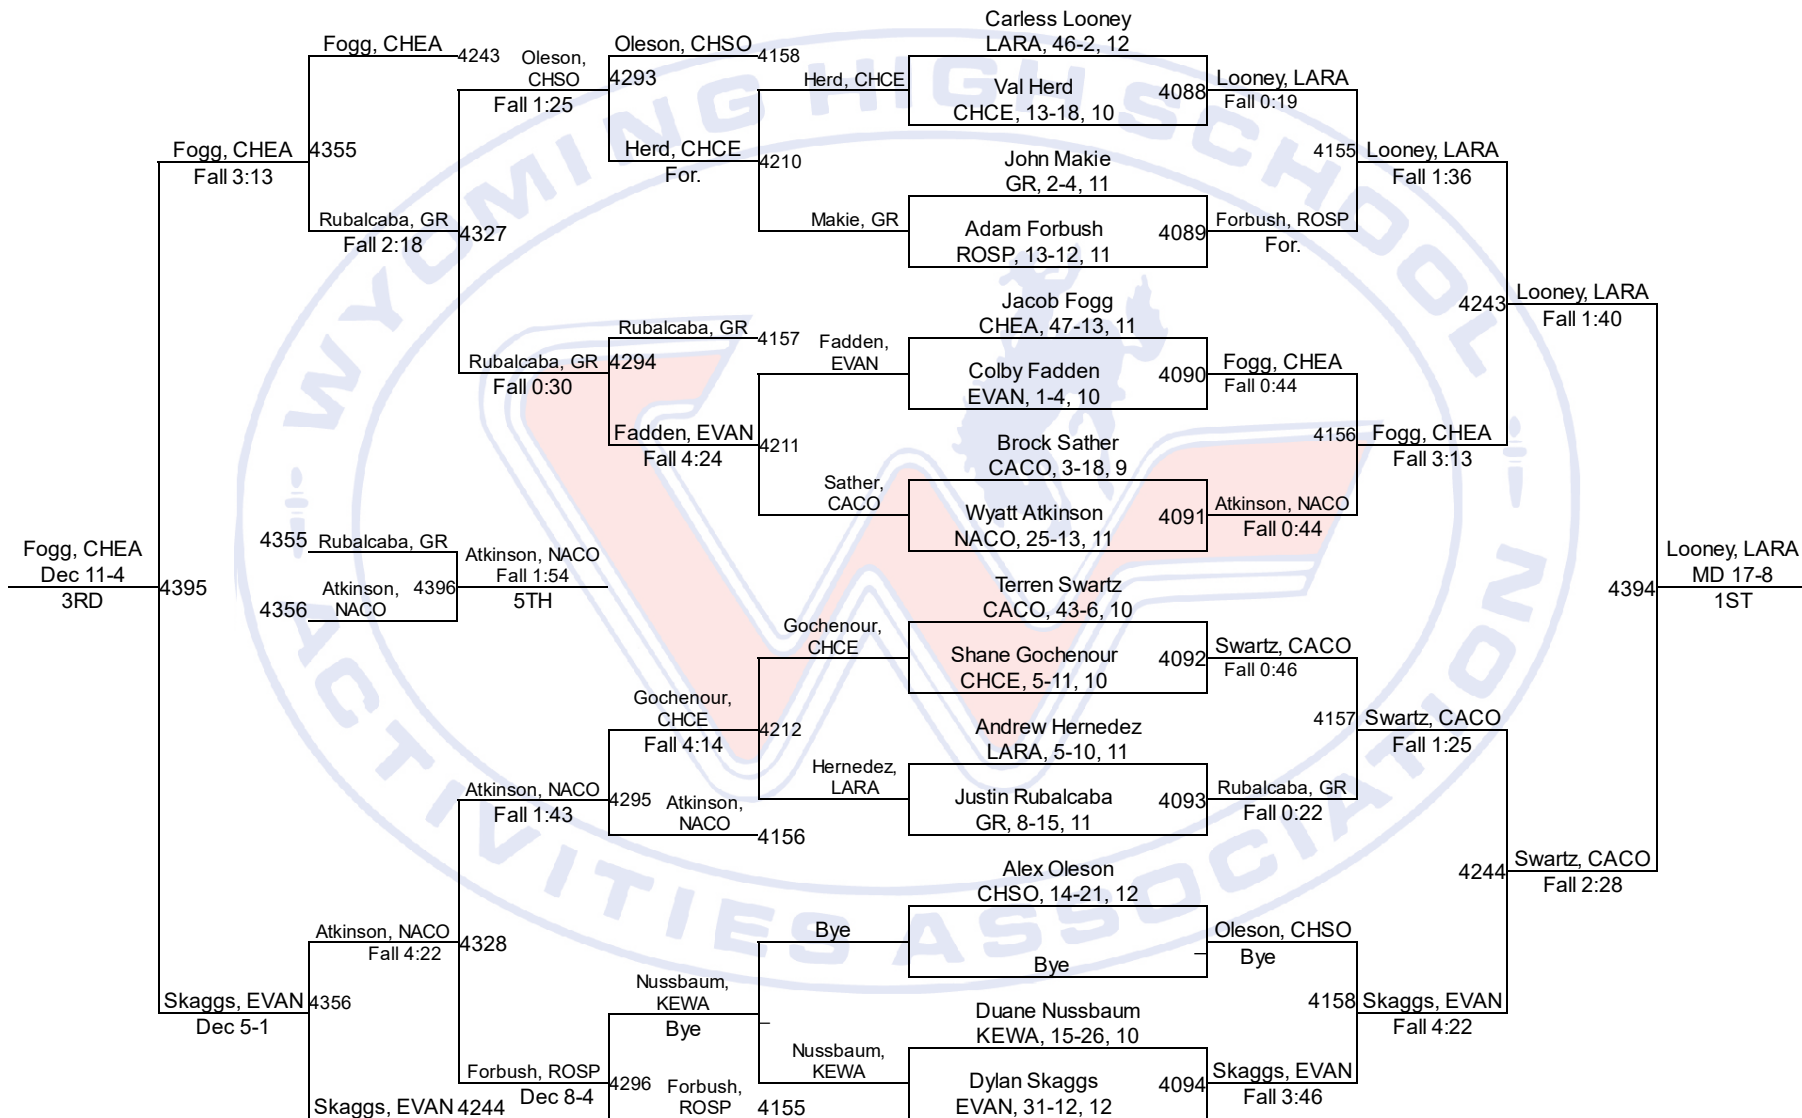 Carless Looney
LARA, 46-2, 12
Fogg, CHEA
4243
Oleson,
CHSO
Fall 1:25
Oleson, CHSO
4158
4293
Herd, CHCE
Val Herd
CHCE, 13-18, 10
4088
Looney, LARA
Fall 0:19
Fogg, CHEA
Fall 3:13
4355
Herd, CHCE
For.
4210
John Makie
GR, 2-4, 11
4155
Looney, LARA
Fall 1:36
Rubalcaba, GR
Fall 2:18
4327
Makie, GR
Adam Forbush
ROSP, 13-12, 11
4089
Forbush, ROSP
For.
Jacob Fogg
CHEA, 47-13, 11
4243
Looney, LARA
Fall 1:40
Rubalcaba, GR
4157
Rubalcaba, GR
Fall 0:30
4294
Fadden,
EVAN
Colby Fadden
EVAN, 1-4, 10
4090
Fogg, CHEA
Fall 0:44
Fadden, EVAN
Fall 4:24
4211
Brock Sather
CACO, 3-18, 9
4156
Fogg, CHEA
Fall 3:13
Sather,
CACO
Wyatt Atkinson
NACO, 25-13, 11
4091
Atkinson, NACO
Fall 0:44
Fogg, CHEA
Dec 11-4
3RD
4395
4355
Rubalcaba, GR
4356
Atkinson,
NACO
4396
Atkinson, NACO
Fall 1:54
5TH
Terren Swartz
CACO, 43-6, 10
4394
Looney, LARA
MD 17-8
1ST
Gochenour,
CHCE
Shane Gochenour
CHCE, 5-11, 10
4092
Swartz, CACO
Fall 0:46
Gochenour,
CHCE
Fall 4:14
4212
Andrew Hernedez
LARA, 5-10, 11
4157
Swartz, CACO
Fall 1:25
Atkinson, NACO
Fall 1:43
4295
Atkinson,
NACO
4156
Hernedez,
LARA
Justin Rubalcaba
GR, 8-15, 11
4093
Rubalcaba, GR
Fall 0:22
Alex Oleson
CHSO, 14-21, 12
4244
Swartz, CACO
Fall 2:28
Atkinson, NACO
Fall 4:22
4328
Bye
Bye
Oleson, CHSO
Bye
Skaggs, EVAN
Dec 5-1
4356
Nussbaum,
KEWA
Bye
Duane Nussbaum
KEWA, 15-26, 10
4158
Skaggs, EVAN
Fall 4:22
Nussbaum,
KEWA
Dylan Skaggs
EVAN, 31-12, 12
4094
Skaggs, EVAN
Fall 3:46
Forbush, ROSP
Dec 8-4
4296
Forbush,
ROSP
4155
Skaggs, EVAN
4244
WYOMING HIGH SCHOOL
ACTIVITIES ASSOCIATION